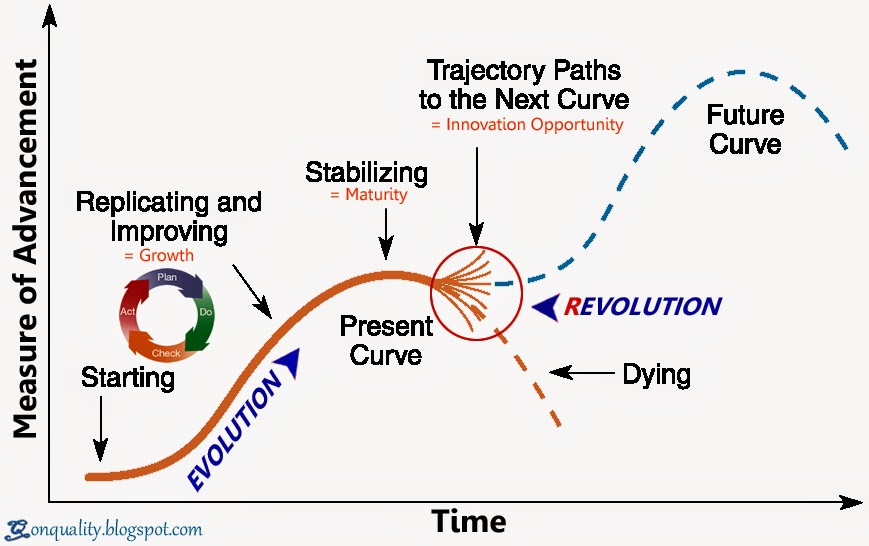 Trajectory Paths
to the Next Curve
= Innovation Opportunity
Future
Curve
Stabilizing
= Maturity
Replicating and
Improving
= Growth
Plan
Do
Check
Act
Present
Curve
REVOLUTION
EVOLUTION
Starting
Dying
Measure of Advancement
Time
onquality.blogspot.com